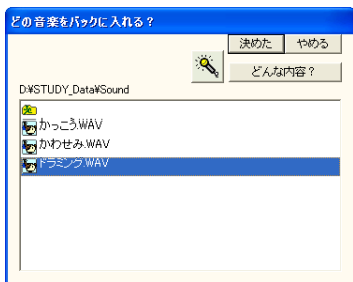 どの音楽をバックに入れる？
決めた
やめる
どんな内容？
D:¥STUDY_Data¥Sound
かっこう.WAV
かわせみ.WAV
ドラミング.WAV